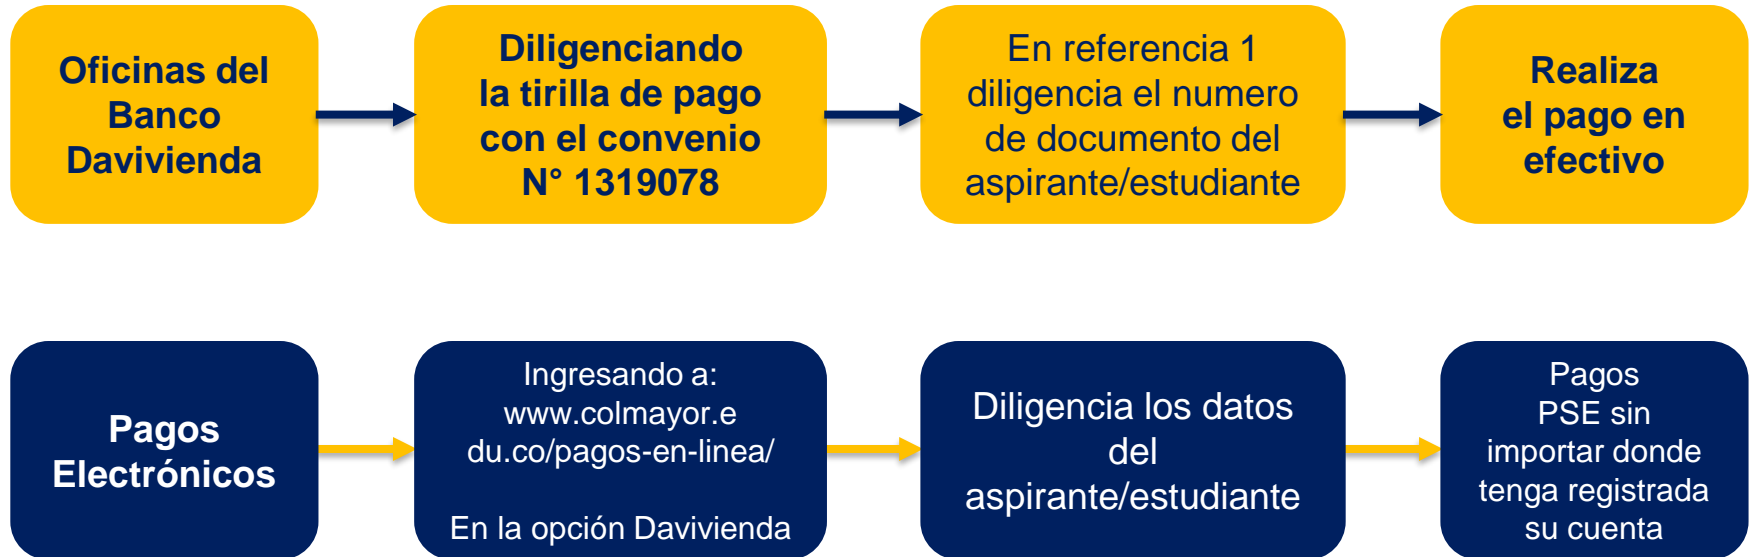 Oficinas del
Banco
Davivienda
Diligenciando
la tirilla de pago
con el convenio
N° 1319078
En referencia 1
diligencia el numero
de documento del
aspirante/estudiante
Realiza
el pago en
efectivo
Pagos
Electrónicos
Ingresando a:
www.colmayor.e
du.co/pagos-en-linea/
En la opción Davivienda
Diligencia los datos
del
aspirante/estudiante
Pagos
PSE sin
importar donde
tenga registrada
su cuenta